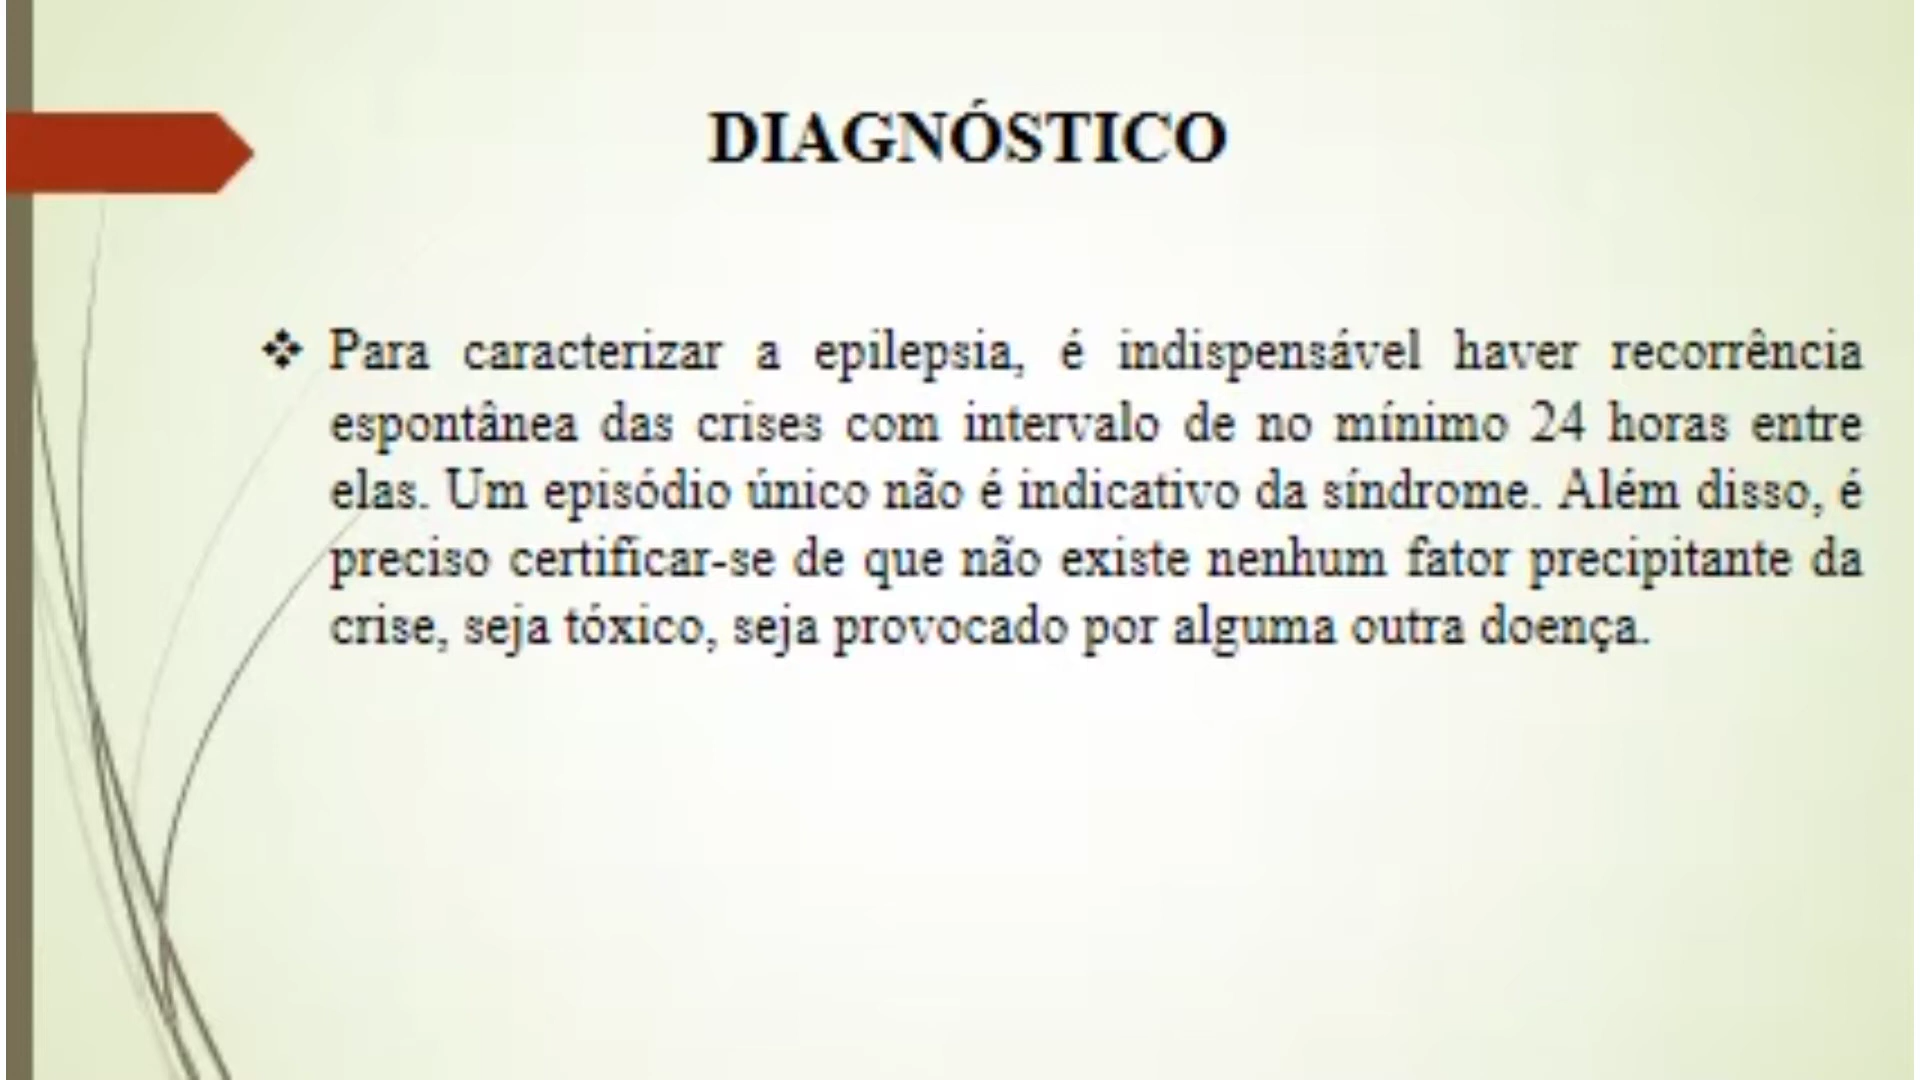 DIAGNÓSTICO
❖ Para caracterizar a epilepsia, é indispensável haver recorrência
espontânea das crises com intervalo de no mínimo 24 horas entre
elas. Um episódio único não é indicativo da síndrome. Além disso, é
preciso certificar-se de que não existe nenhum fator precipitante da
crise, seja tóxico, seja provocado por alguma outra doença.